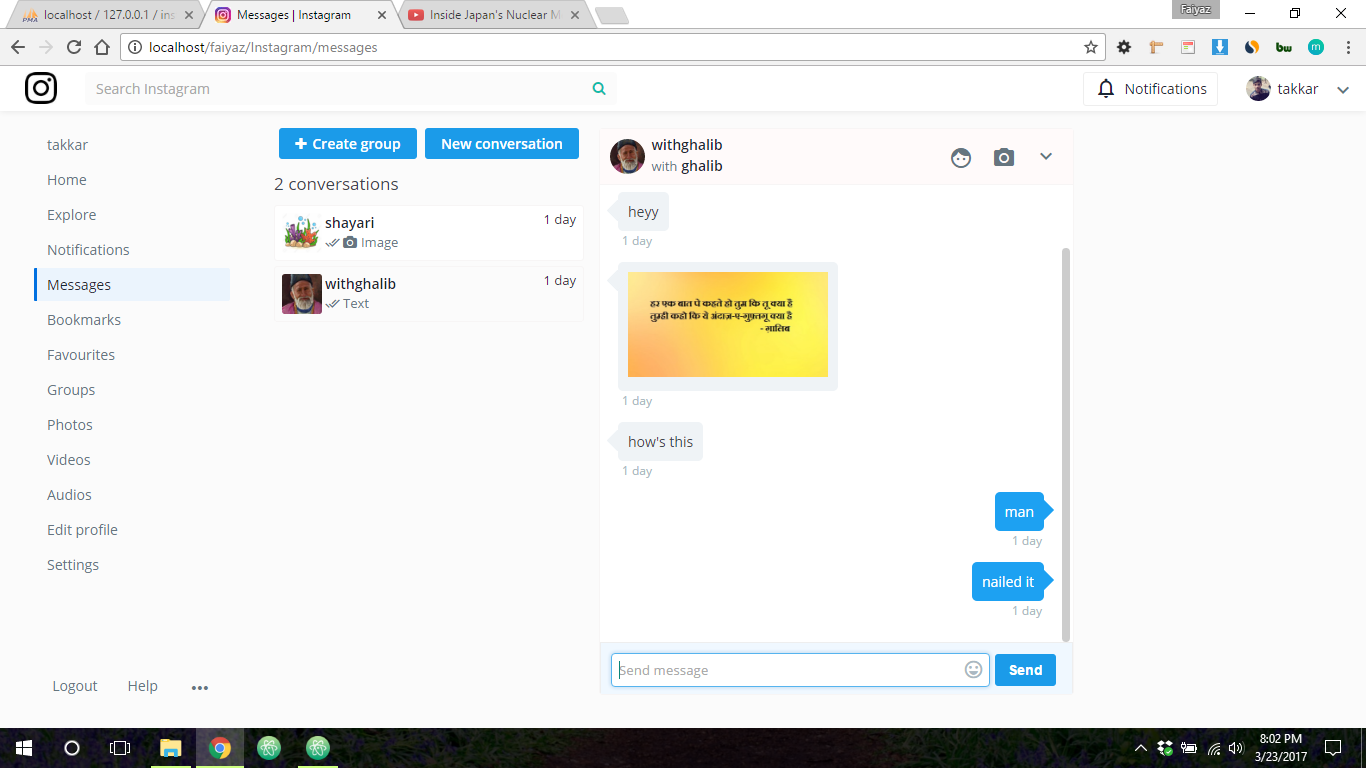 localhost / 127.0.0.1 / ins
Messages | Instagram
Inside Japan's Nuclear M
Faiyaz
localhost/faiyaz/Instagram/messages
Search Instagram
Notifications
takkar
takkar
Home
Explore
Notifications
Messages
Bookmarks
Favourites
Groups
Photos
Videos
Audios
Edit profile
Settings
Logout
Help
Create group
New conversation
2 conversations
shayari
1 day
Image
withghalib
1 day
Text
withghalib
with ghalib
heyy
1 day
हर एक बात पे कहते हो तुम कि तू क्या है
तुम्ही कहो कि ये अंदाज़-ए-गुफ़्तगू क्या है
- ग़ालिब
1 day
how's this
1 day
man
1 day
nailed it
1 day
Send message
Send
8:02 PM
3/23/2017